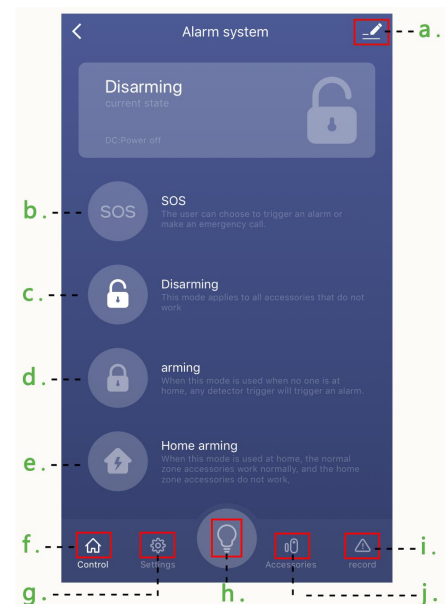 Alarm system
a.
Disarming
current state
DC:Power off
b.
SOS
SOS
The user can choose to trigger an alarm or
make an emergency call.
c.
Disarming
This mode applies to all accessories that do not
work
d.
arming
When this mode is used when no one is at
home, any detector trigger will trigger an alarm.
e.
Home arming
When this mode is used at home, the normal
zone accessories work normally, and the home
zone accessories do not work,
f.
Control
Settings
Accessories
record
i.
g.
h.
j.